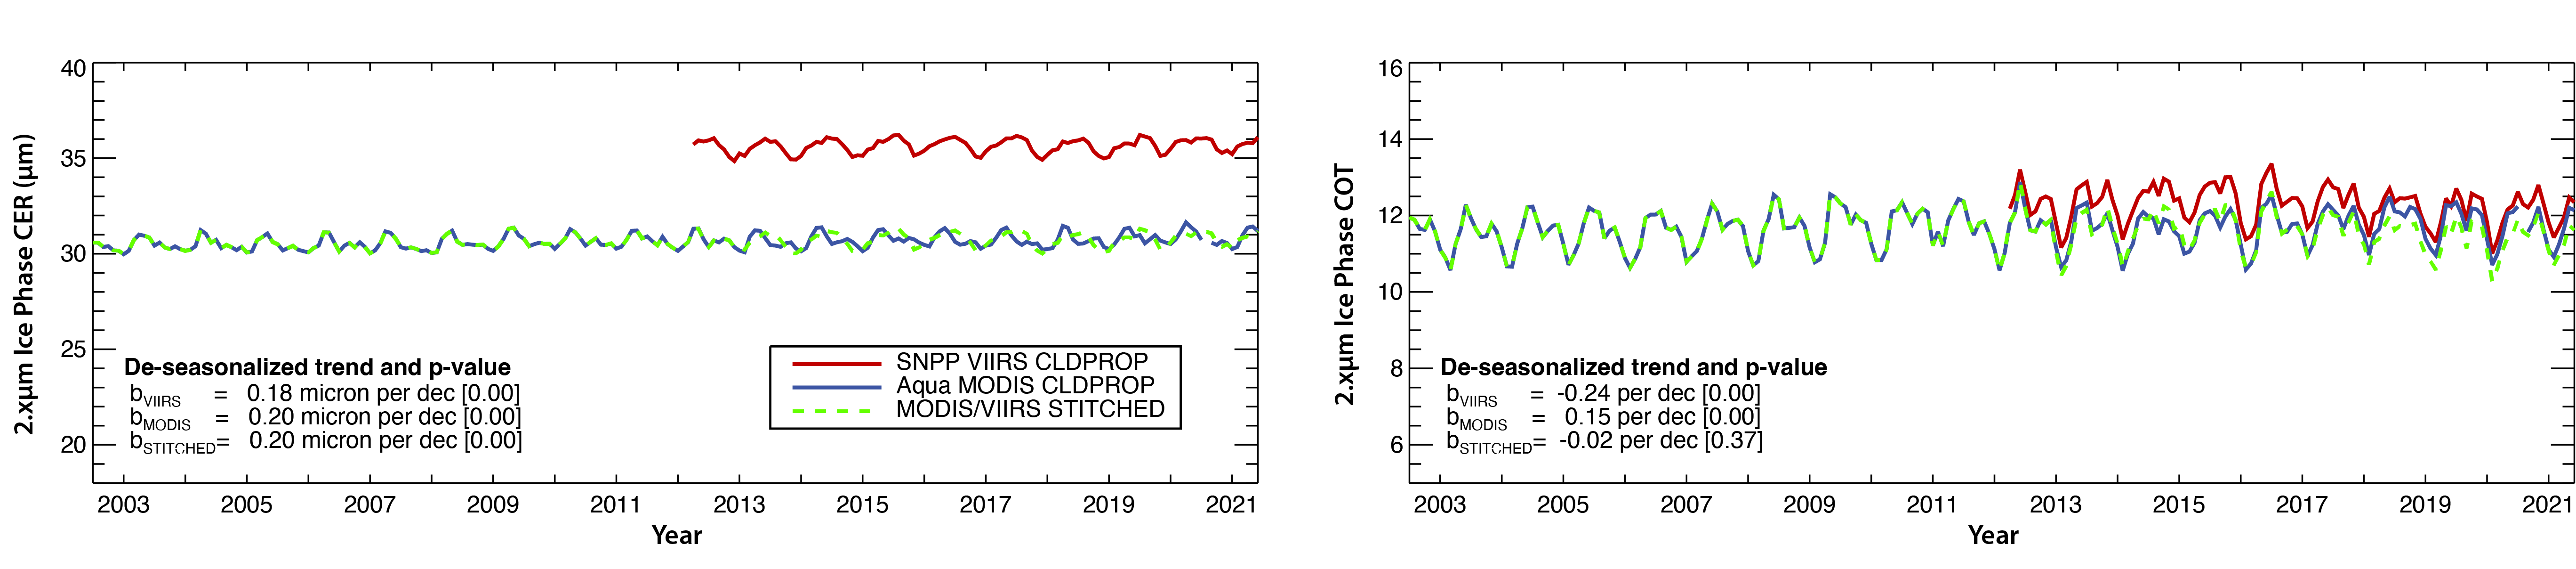 40
35
30
25
20
2.xµm Ice Phase CER (µm)
De-seasonalized trend and p-value
bVIIRS = 0.18 micron per dec [0.00]
bMODIS = 0.20 micron per dec [0.00]
bSTITCHED= 0.20 micron per dec [0.00]
SNPP VIIRS CLDPROP
Aqua MODIS CLDPROP
MODIS/VIIRS STITCHED
2003 2005 2007 2009 2011 2013 2015 2017 2019 2021
Year
16
14
12
10
8
6
2.xµm Ice Phase COT
De-seasonalized trend and p-value
bVIIRS = -0.24 per dec [0.00]
bMODIS = 0.15 per dec [0.00]
bSTITCHED= -0.02 per dec [0.37]
2003 2005 2007 2009 2011 2013 2015 2017 2019 2021
Year